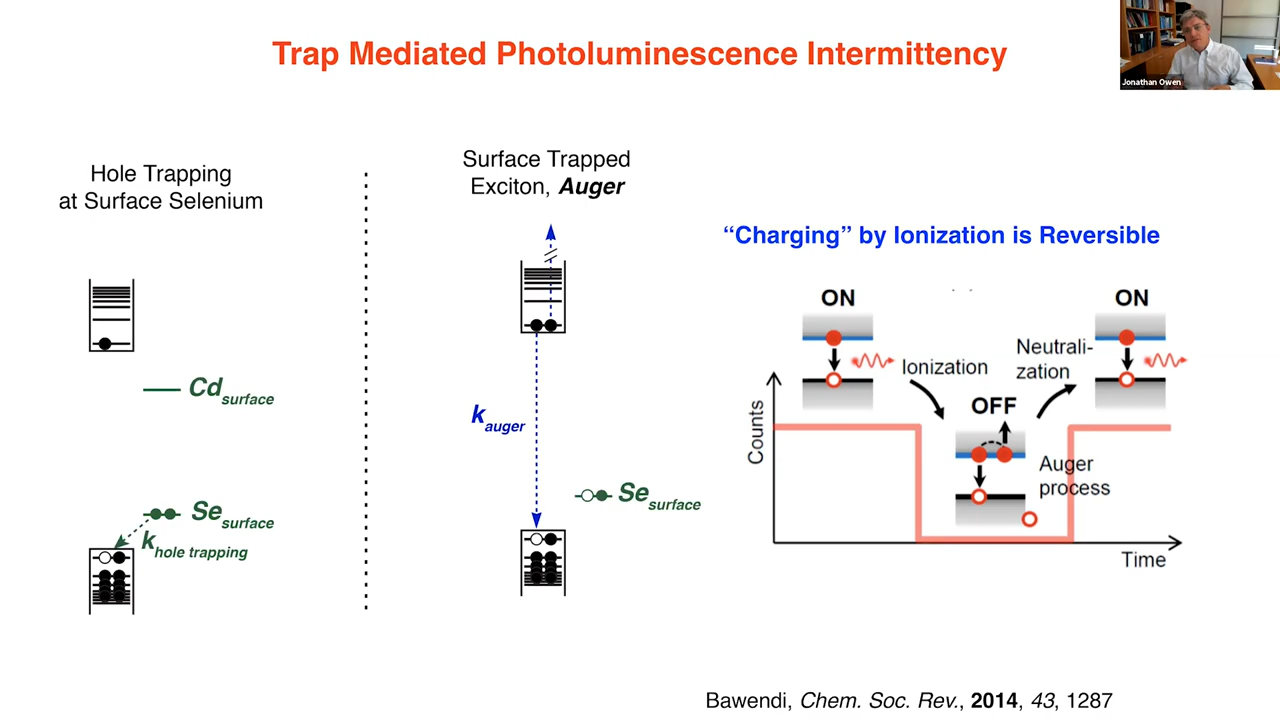 Trap Mediated Photoluminescence Intermittency
Jonathan Owen
Hole Trapping
at Surface Selenium
Cd surface
Se surface
k hole trapping
Surface Trapped
Exciton, Auger
k auger
Se surface
“Charging” by Ionization is Reversible
ON
ON
Ionization
Neutrali-
zation
OFF
Auger
process
Counts
Time
Bawendi, Chem. Soc. Rev., 2014, 43, 1287